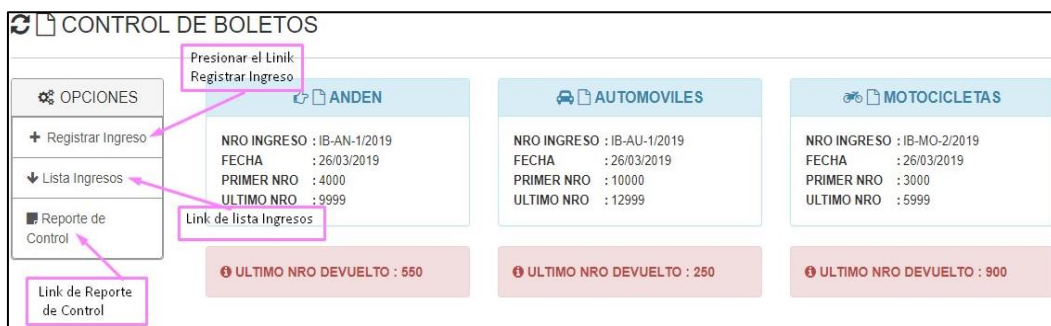 CONTROL DE BOLETOS
Presionar el Linik
Registrar Ingreso
OPCIONES
Registrar Ingreso
Lista Ingresos
Reporte de
Control
Link de lista Ingresos
Link de Reporte
de Control
ANDEN
NRO INGRESO : IB-AN-1/2019
FECHA : 26/03/2019
PRIMER NRO : 4000
ULTIMO NRO : 9999
ULTIMO NRO DEVUELTO : 550
AUTOMOVILES
NRO INGRESO : IB-AU-1/2019
FECHA : 26/03/2019
PRIMER NRO : 10000
ULTIMO NRO : 12999
ULTIMO NRO DEVUELTO : 250
MOTOCICLETAS
NRO INGRESO : IB-MO-2/2019
FECHA : 26/03/2019
PRIMER NRO : 3000
ULTIMO NRO : 5999
ULTIMO NRO DEVUELTO : 900